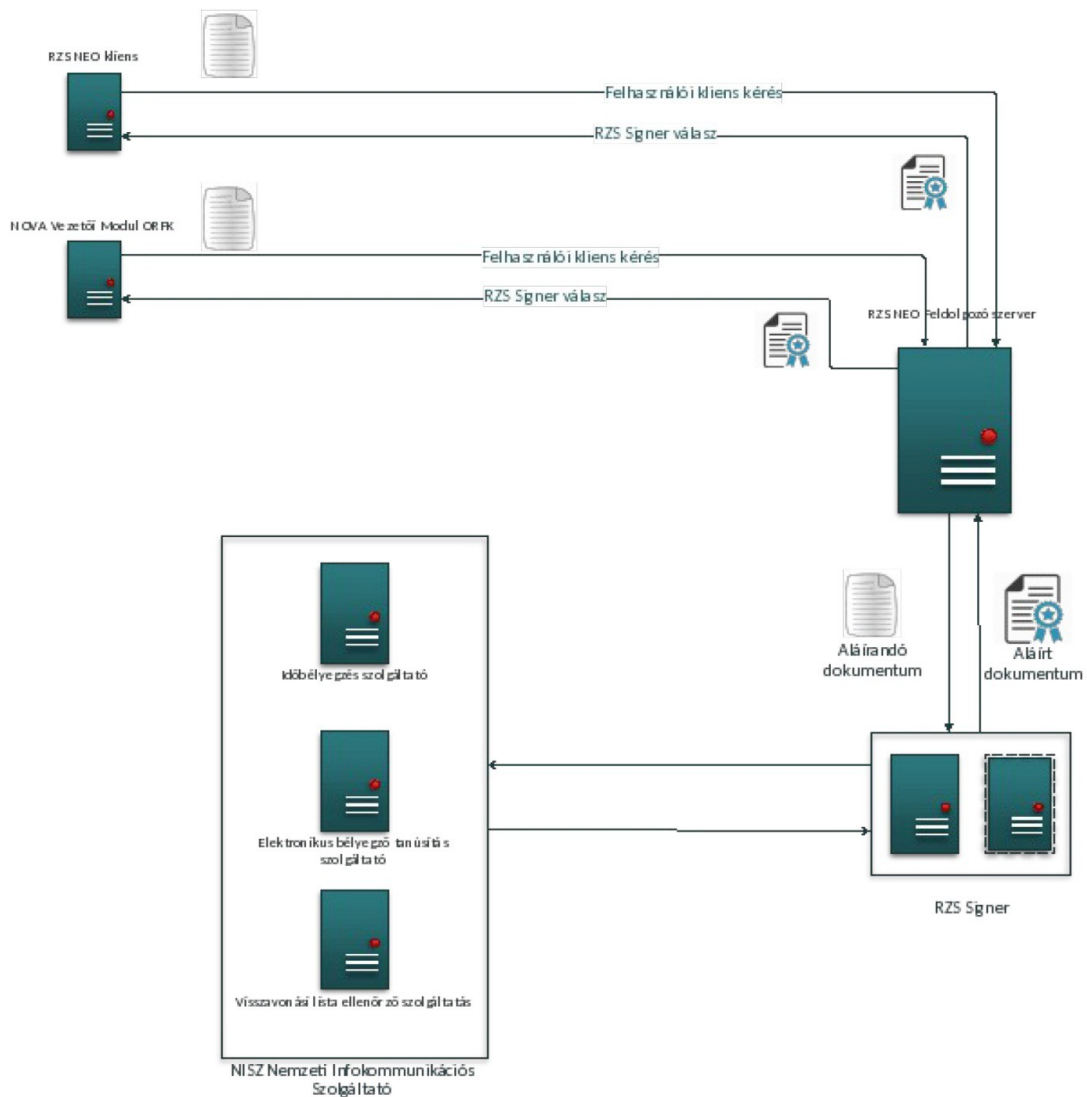 RZS NEO kliens
Felhasználói kliens kérés
RZS Signer válasz
NOVA Vezetői Modul ORFK
Felhasználói kliens kérés
RZS Signer válasz
RZS NEO Feldolgozó szerver
Aláírandó
dokumentum
Aláírt
dokumentum
Időbélyegzés szolgáltató
Elektronikus bélyegző tanúsítás
szolgáltató
Visszavonási lista ellenőrző szolgáltatás
RZS Signer
NISZ Nemzeti Infokommunikációs
Szolgáltató